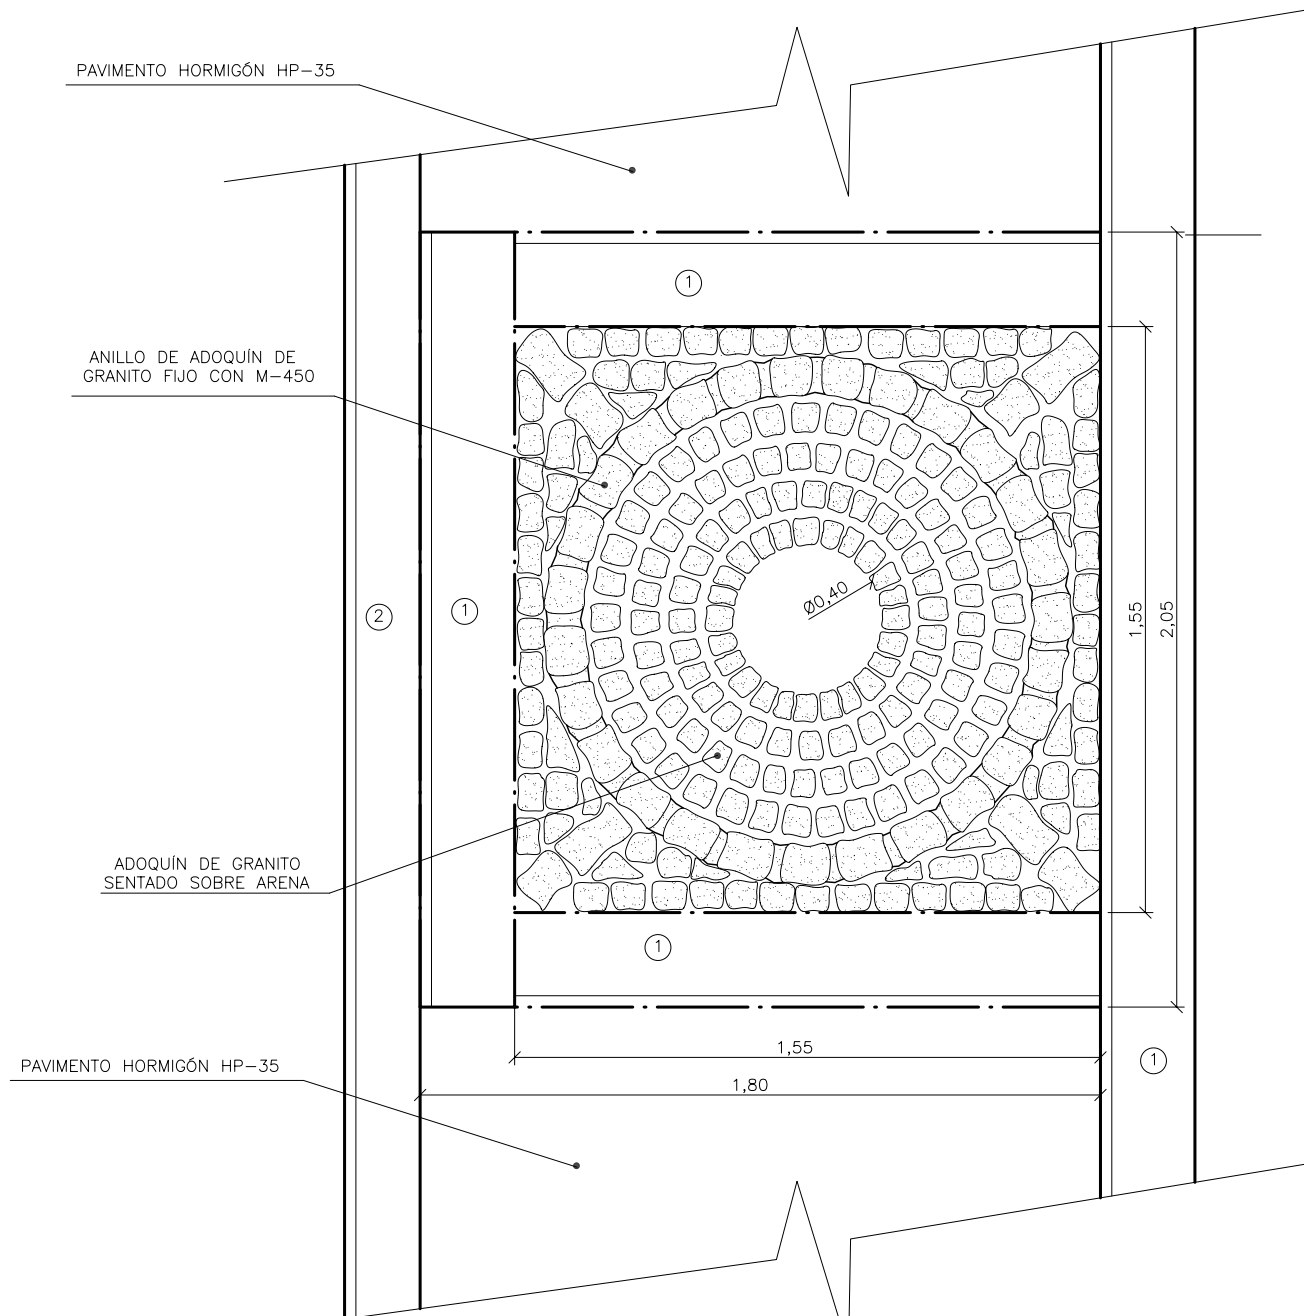 PAVIMENTO HORMIGÓN HP-35
1
ANILLO DE ADOQUÍN DE
GRANITO FIJO CON M-450
Ø0,40
2
1
1,55
2,05
ADOQUÍN DE GRANITO
SENTADO SOBRE ARENA
1
1,55
PAVIMENTO HORMIGÓN HP-35
1
1,80